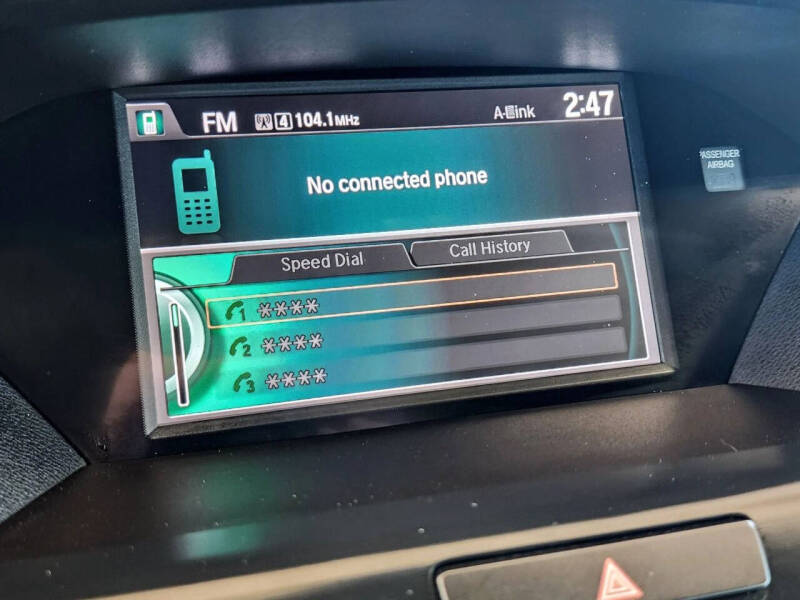 FM 4 104.1MHz A-Link 2:47
PASSENGER
AIRBAG
No connected phone
Speed Dial Call History
1 ****
2 ****
3 ****